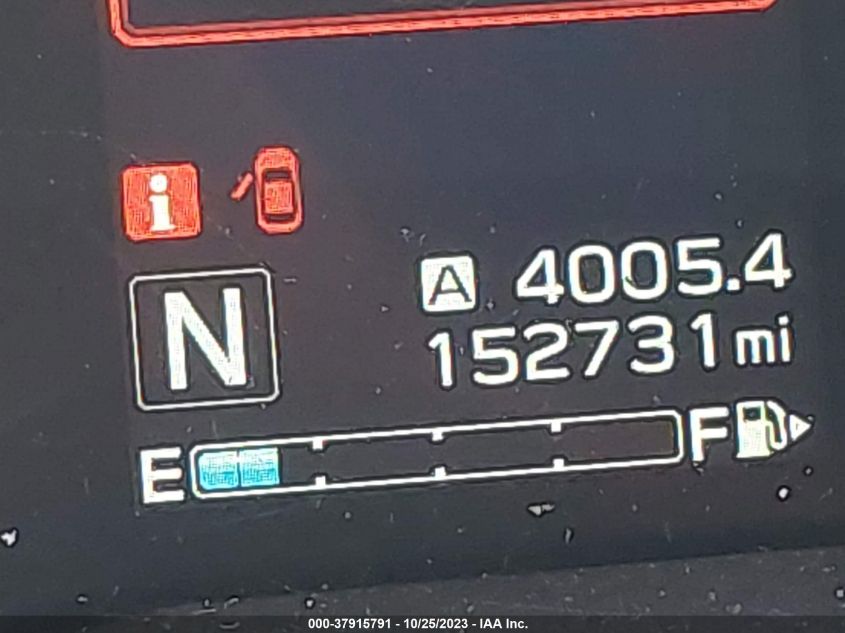 i
A 4005.4
N
152731 mi
E F
000-37915791 - 10/25/2023 - IAA Inc.